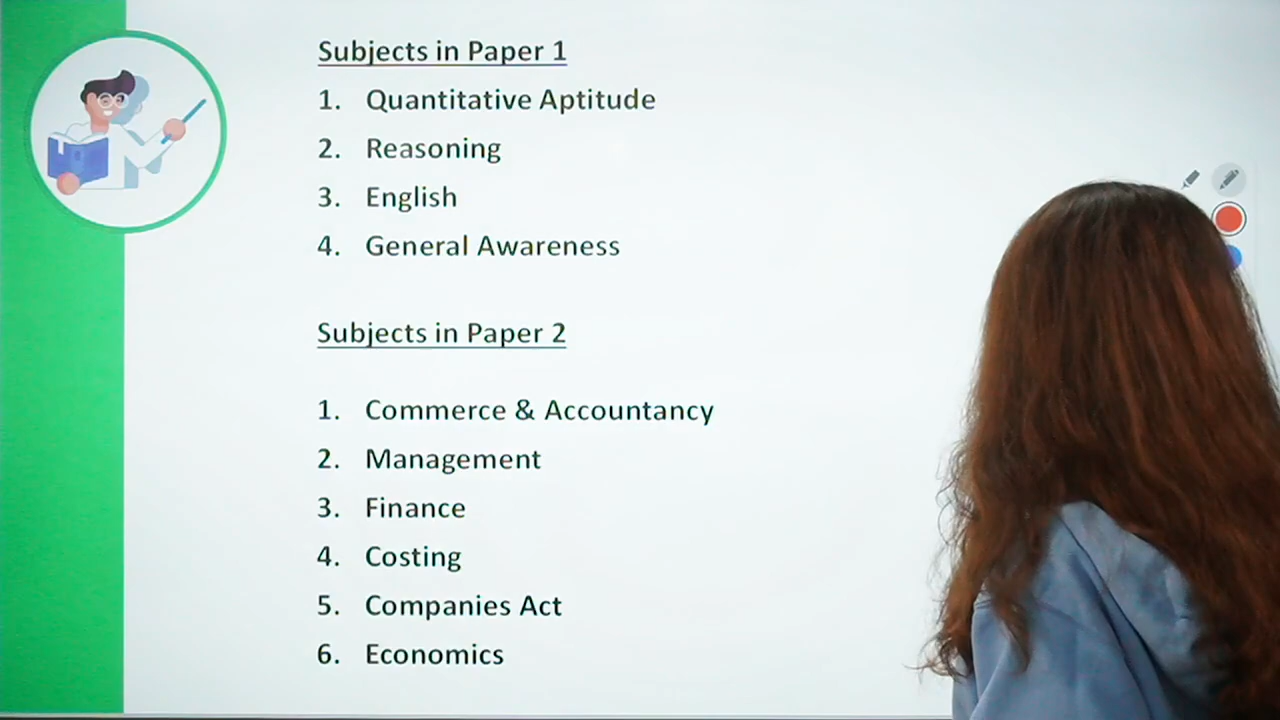 Subjects in Paper 1
1. Quantitative Aptitude
2. Reasoning
3. English
4. General Awareness
Subjects in Paper 2
1. Commerce & Accountancy
2. Management
3. Finance
4. Costing
5. Companies Act
6. Economics